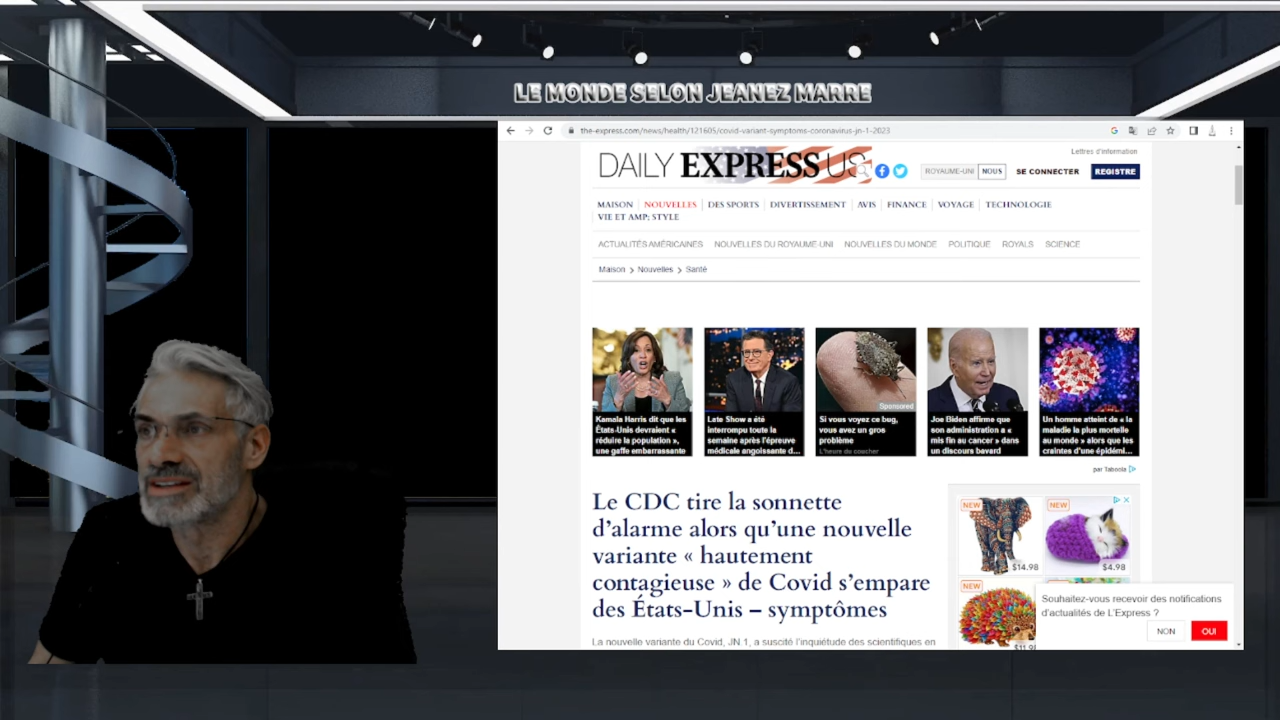 LE MONDE SELON JEANEZ MARRE
the-express.com/news/health/121605/covid-variant-symptoms-coronavirus-jn-1-2023
Lettres d'information
DAILY EXPRESS US
ROYAUME-UNI NOUS SE CONNECTER REGISTRE
MAISON NOUVELLES DES SPORTS DIVERTISSEMENT AVIS FINANCE VOYAGE TECHNOLOGIE
VIE ET AMP; STYLE
ACTUALITÉS AMÉRICAINES NOUVELLES DU ROYAUME-UNI NOUVELLES DU MONDE POLITIQUE ROYALS SCIENCE
Maison > Nouvelles > Santé
Sponsored
Kamala Harris dit que les
États-Unis devraient «
réduire la population »,
une gaffe embarrassante
Late Show a été
interrompu toute la
semaine après l'épreuve
médicale angoissante d...
Si vous voyez ce bug,
vous avez un gros
problème
L'heure de coacher
Joe Biden affirme que
son administration a «
mis fin au cancer » dans
un discours bavard
Un homme atteint de « la
maladie la plus mortelle
au monde » alors que les
craintes d'une épidémi...
par Taboola
Le CDC tire la sonnette
d'alarme alors qu'une nouvelle
variante « hautement
contagieuse » de Covid s'empare
des États-Unis – symptômes
La nouvelle variante du Covid, JN.1, a suscité l'inquiétude des scientifiques en
NEW
NEW
$14.98
$4.98
NEW
$11.98
Souhaitez-vous recevoir des notifications
d'actualités de L'Express ?
NON OUI